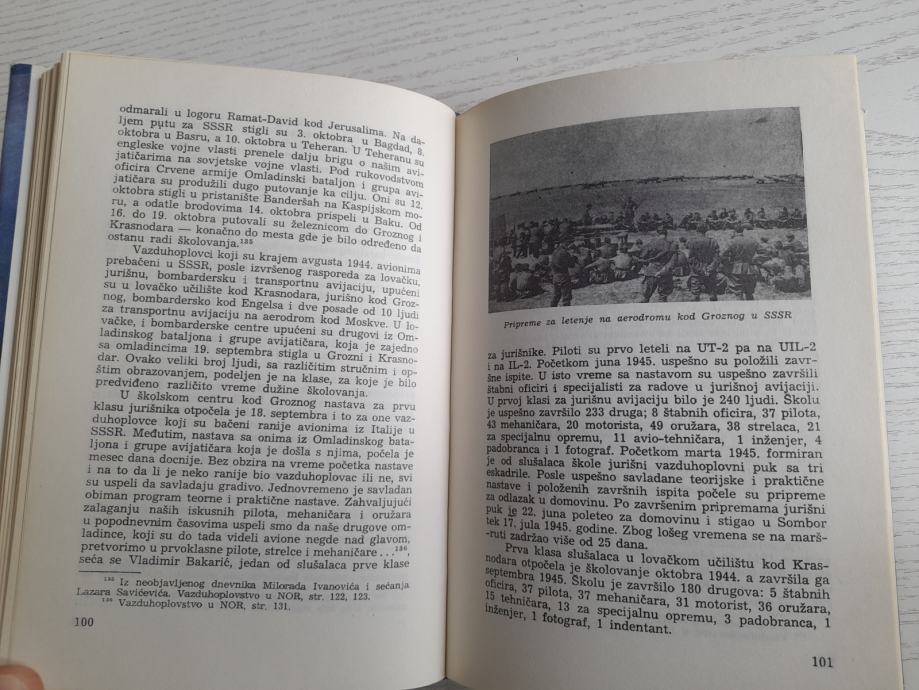 odmarali u logoru Ramat-David kod Jerusalima. Na da-
ljem putu za SSSR stigli su 3. oktobra u Bagdad, 8.
oktobra u Basru, a 10. oktobra u Teheran. U Teheranu su
engleske vojne vlasti prenele dalju brigu o našim avi-
jatičarima na sovjetske vojne vlasti. Pod rukovodstvom
oficira Crvene armije Omladinski bataljon i grupa avi-
jatičara su produžili dugo putovanje ka cilju. Oni su 12.
oktobra stigli u pristanište Banderšah na Kaspijskom mo-
ru, a odatle brodovima 14. oktobra prispeli u Baku. Od
16. do 19. oktobra putovali su železnicom do Groznog i
Krasnodara — konačno do mesta gde je bilo određeno da
ostanu radi školovanja.¹³⁵
Vazduhoplovci koji su krajem avgusta 1944. avionima
prebačeni u SSSR, posle izvršenog rasporeda za lovačku,
jurišnu, bombardersku i transportnu avijaciju, upućeni
su u lovačko učilište kod Krasnodara, jurišno kod Groz-
nog, bombardersko kod Engelsa i dve posade od 10 ljudi
za transportnu avijaciju na aerodrom kod Moskve. U lo-
vačke, i bombarderske centre upućeni su drugovi iz Om-
ladinskog bataljona i grupe avijatičara, koja je zajedno
sa omladincima 19. septembra stigla u Grozni i Krasno-
dar. Ovako veliki broj ljudi, sa različitim stručnim i op-
štim obrazovanjem, podeljen je na klase, za koje je bilo
predviđeno različito vreme dužine školovanja.
U školskom centru kod Groznog nastava za prvu
klasu jurišnika otpočela je 18. septembra i to za one vaz-
duhoplovce koji su bačeni ranije avionima iz Italije u
SSSR. Međutim, nastava sa onima iz Omladinskog bata-
ljona i grupe avijatičara koja je došla s njima, počela je
mesec dana docnije. Bez obzira na vreme početka nastave
i na to da li je neko ranije bio vazduhoplovac ili ne, svi
su uspeli da savladaju gradivo. Jednovremeno je savladan
obiman program teorne i praktične nastave. Zahvaljujući
zalaganju naših iskusnih pilota, mehaničara i oružara
u popodnevnim časovima uspeli smo da naše drugove om-
ladince, koji su do tada videli avione negde nad glavom,
pretvorimo u prvoklasne pilote, strelce i mehaničare...¹³⁶,
seća se Vladimir Bakarić, jedan od slušalaca prve klase
¹³⁵ Iz neobjavljenog dnevnika Milorada Ivanovića i sećanja
Lazara Savićevića. Vazduhoplovstvo u NOR, str. 122, 123.
¹³⁶ Vazduhoplovstvo u NOR, str. 131.
100
Pripreme za letenje na aerodromu kod Groznog u SSSR
za jurišnike. Piloti su prvo leteli na UT-2 pa na UIL-2
i na IL-2. Početkom juna 1945. uspešno su položili zavr-
šne ispite. U isto vreme sa nastavom su uspešno završili
štabni oficiri i specijalisti za radove u jurišnoj avijaciji.
U prvoj klasi za jurišnu avijaciju bilo je 240 ljudi. Školu
je uspešno završilo 233 druga; 8 štabnih oficira, 37 pilota,
43 mehaničara, 20 motorista, 49 oružara, 38 strelaca, 21
za specijalnu opremu, 11 avio-tehničara, 1 inženjer, 4
padobranca i 1 fotograf. Početkom marta 1945. formiran
je od slušalaca škole jurišni vazduhoplovni puk sa tri
eskadrile. Posle uspešno savladane teorijske i praktične
nastave i položenih završnih ispita počele su pripreme
za odlazak u domovinu. Po završenim pripremama jurišni
puk je 22. juna poleteo za domovinu i stigao u Sombor
tek 17. jula 1945. godine. Zbog lošeg vremena se na marš-
-ruti zadržao više od 25 dana.
Prva klasa slušalaca u lovačkom učilištu kod Kras-
nodara otpočela je školovanje oktobra 1944. a završila ga
septembra 1945. Školu je završilo 180 drugova: 5 štabnih
oficira, 37 pilota, 37 mehaničara, 31 motorist, 36 oružara,
15 tehničara, 13 za specijalnu opremu, 3 padobranca, 1
inženjer, 1 fotograf, 1 indentant.
101